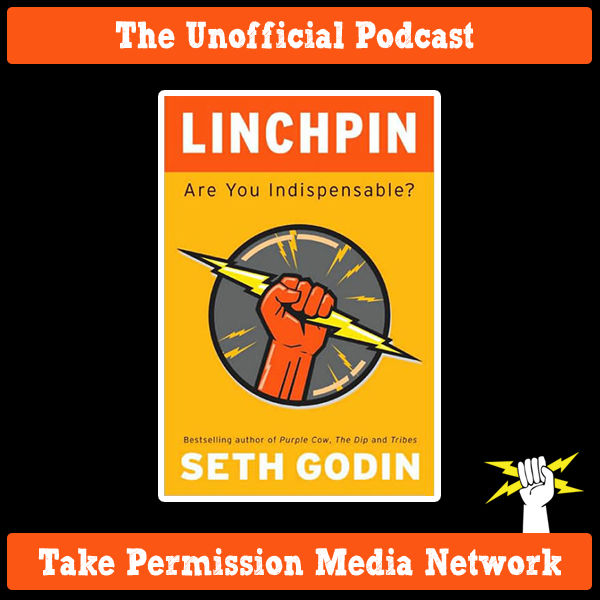 The Unofficial Podcast
LINCHPIN
Are You Indispensable?
Bestselling author of Purple Cow, The Dip and Tribes
SETH GODIN
Take Permission Media Network